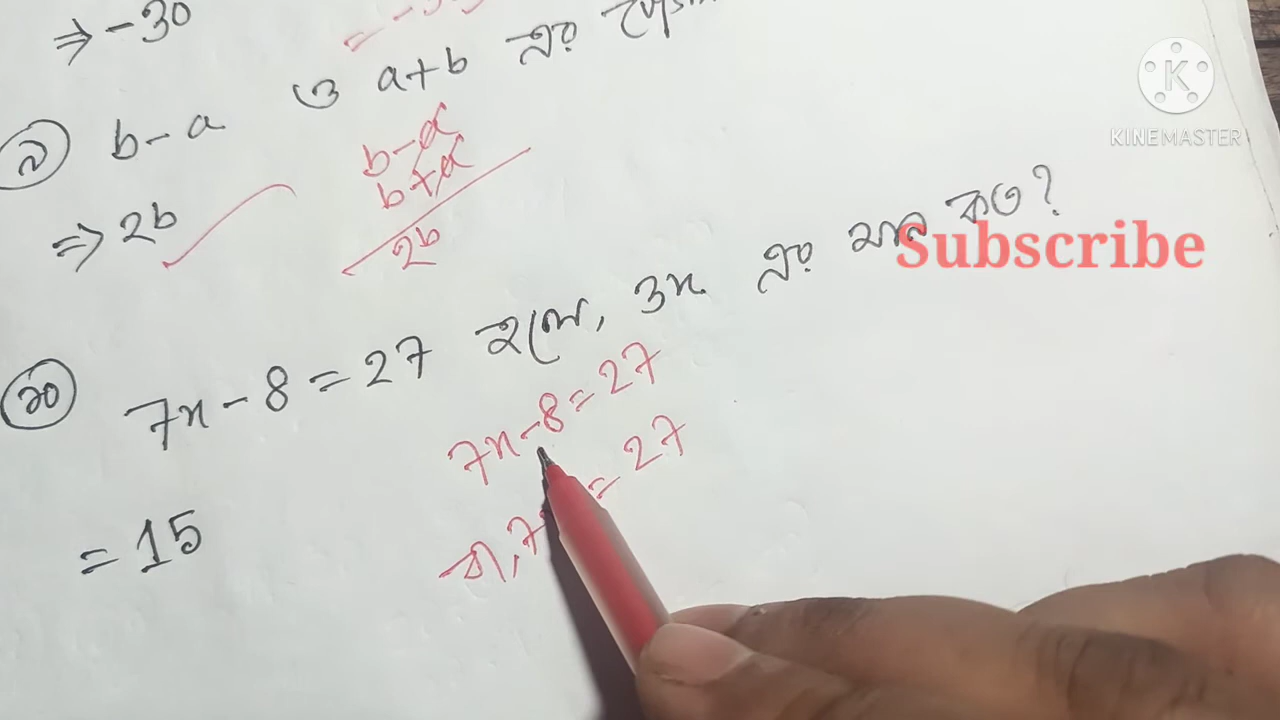 ⇒ -30
৯ b-a ও a+b এর
b-a
b+a
2b
⇒ 2b
১০ 7x-8=27 হলে, 3x এর মান কত?
7x-8=27
বা, 7 = 27
= 15
KINEMASTER
Subscribe